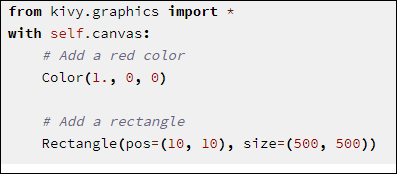 from kivy.graphics import *
with self.canvas:
    # Add a red color
    Color(1., 0, 0)

    # Add a rectangle
    Rectangle(pos=(10, 10), size=(500, 500))